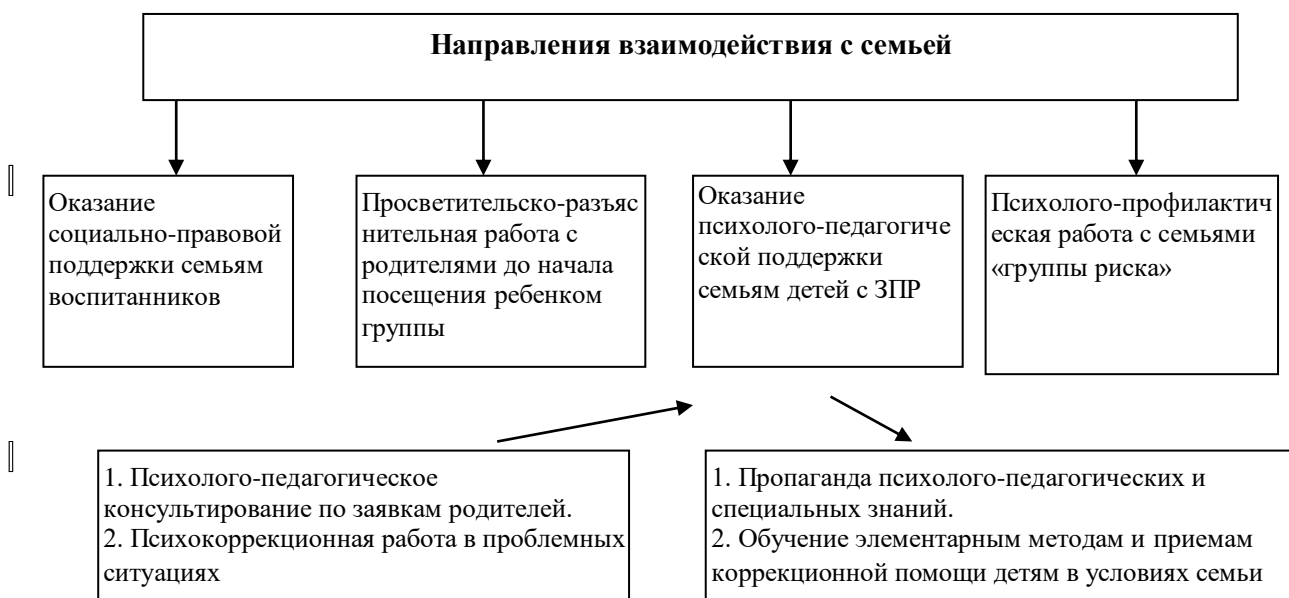 Направления взаимодействия с семьей
Оказание
социально-правовой
поддержки семьям
воспитанников
Просветительско-разъяс
нительная работа с
родителями до начала
посещения ребенком
группы
Оказание
психолого-педагогиче
ской поддержки
семьям детей с ЗПР
Психолого-профилактич
еская работа с семьями
«группы риска»
1. Психолого-педагогическое
консультирование по заявкам родителей.
2. Психокоррекционная работа в проблемных
ситуациях
1. Пропаганда психолого-педагогических и
специальных знаний.
2. Обучение элементарным методам и приемам
коррекционной помощи детям в условиях семьи